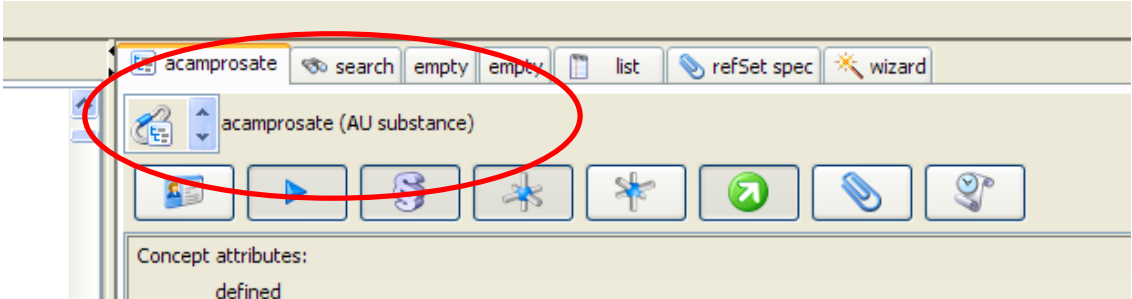 acamprosate search empty empty list refSet spec wizard
acamprosate (AU substance)
Concept attributes:
defined